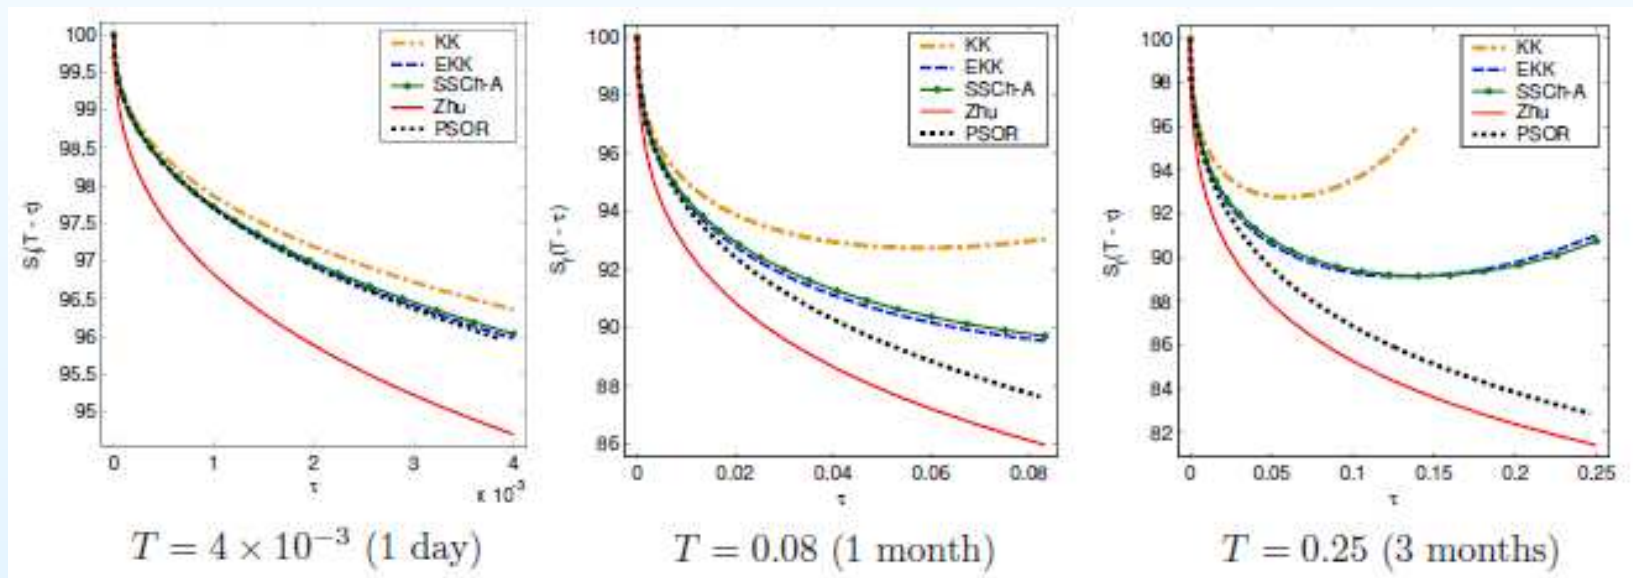 100
99.5
99
98.5
98
97.5
97
96.5
96
95.5
95
0
1
2
3
4
x 10⁻³
τ
S_f(T - τ)
KK
EKK
SSCh-A
Zhu
PSOR
T = 4 × 10⁻³ (1 day)
100
98
96
94
92
90
88
86
0
0.02
0.04
0.06
0.08
τ
S_f(T - τ)
KK
EKK
SSCh-A
Zhu
PSOR
T = 0.08 (1 month)
100
98
96
94
92
90
88
86
84
82
0
0.05
0.1
0.15
0.2
0.25
τ
S_f(T - τ)
KK
EKK
SSCh-A
Zhu
PSOR
T = 0.25 (3 months)